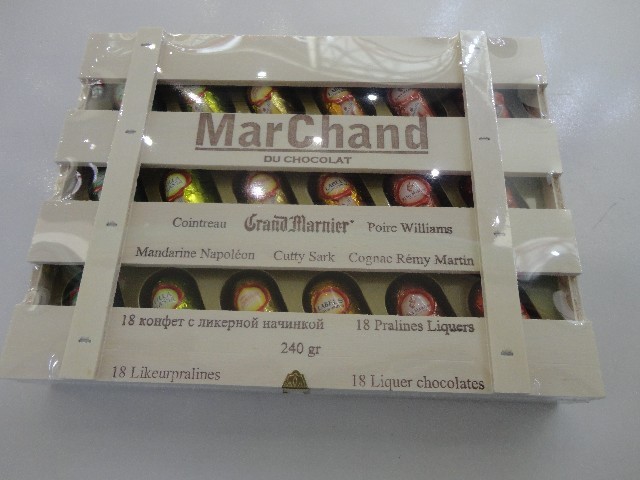 MarChand
DU CHOCOLAT
Cointreau Grand Marnier Poire Williams
Mandarine Napoléon Cutty Sark Cognac Rémy Martin
18 конфет с ликерной начинкой 18 Pralines Liquers
240 gr
18 Likeurpralines 18 Liquer chocolates